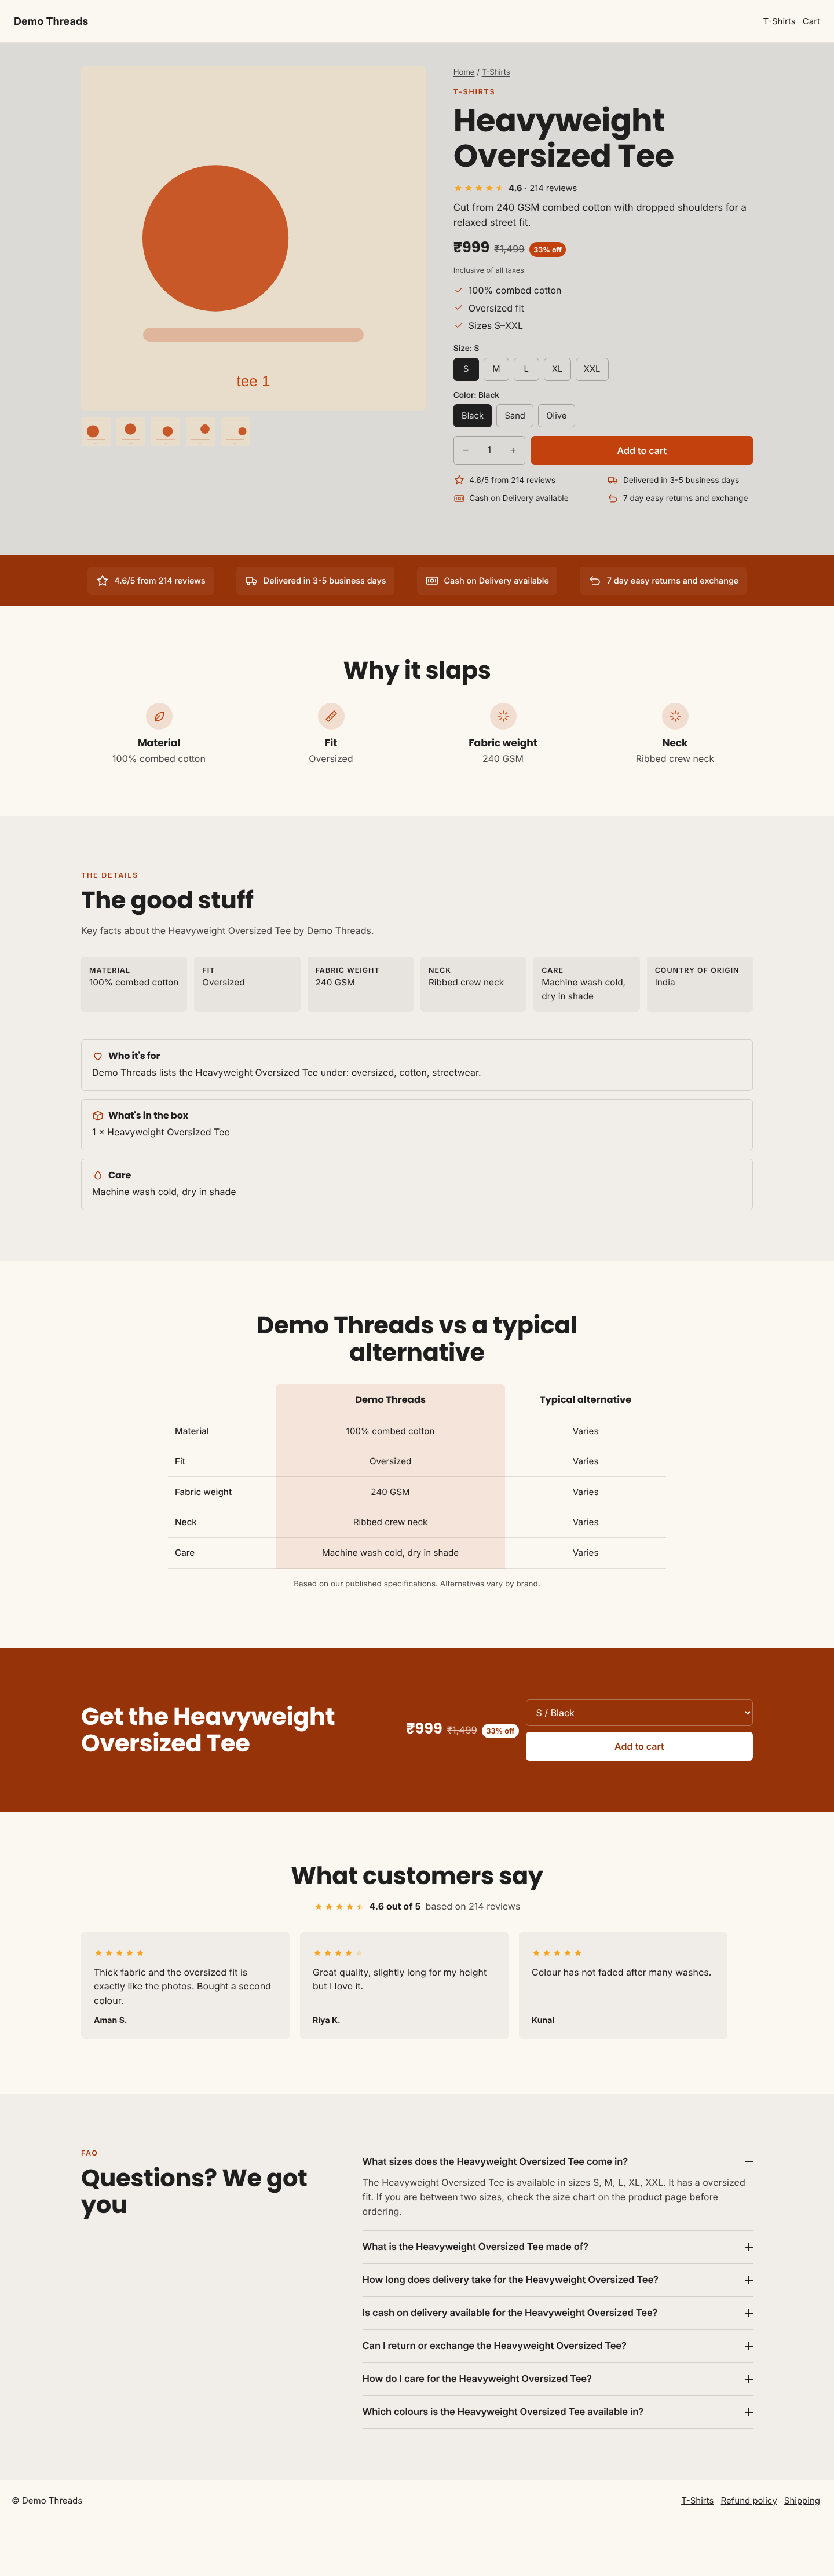 Demo Threads
T-Shirts Cart
tee 1
Home / T-Shirts
T-SHIRTS
Heavyweight
Oversized Tee
4.6 · 214 reviews
Cut from 240 GSM combed cotton with dropped shoulders for a
relaxed street fit.
₹999 ₹1,499 33% off
Inclusive of all taxes
100% combed cotton
Oversized fit
Sizes S–XXL
Size: S
S M L XL XXL
Color: Black
Black Sand Olive
− 1 + Add to cart
4.6/5 from 214 reviews Delivered in 3-5 business days
Cash on Delivery available 7 day easy returns and exchange
4.6/5 from 214 reviews Delivered in 3-5 business days Cash on Delivery available 7 day easy returns and exchange
Why it slaps
Material Fit Fabric weight Neck
100% combed cotton Oversized 240 GSM Ribbed crew neck
THE DETAILS
The good stuff
Key facts about the Heavyweight Oversized Tee by Demo Threads.
MATERIAL FIT FABRIC WEIGHT NECK CARE COUNTRY OF ORIGIN
100% combed cotton Oversized 240 GSM Ribbed crew neck Machine wash cold, India
dry in shade
Who it's for
Demo Threads lists the Heavyweight Oversized Tee under: oversized, cotton, streetwear.
What's in the box
1 × Heavyweight Oversized Tee
Care
Machine wash cold, dry in shade
Demo Threads vs a typical
alternative
Demo Threads Typical alternative
Material 100% combed cotton Varies
Fit Oversized Varies
Fabric weight 240 GSM Varies
Neck Ribbed crew neck Varies
Care Machine wash cold, dry in shade Varies
Based on our published specifications. Alternatives vary by brand.
Get the Heavyweight
Oversized Tee
₹999 ₹1,499 33% off
S / Black
Add to cart
What customers say
4.6 out of 5 based on 214 reviews
Thick fabric and the oversized fit is
exactly like the photos. Bought a second
colour.
Aman S.
Great quality, slightly long for my height
but I love it.
Riya K.
Colour has not faded after many washes.
Kunal
FAQ
Questions? We got
you
What sizes does the Heavyweight Oversized Tee come in?
The Heavyweight Oversized Tee is available in sizes S, M, L, XL, XXL. It has a oversized
fit. If you are between two sizes, check the size chart on the product page before
ordering.
What is the Heavyweight Oversized Tee made of?
How long does delivery take for the Heavyweight Oversized Tee?
Is cash on delivery available for the Heavyweight Oversized Tee?
Can I return or exchange the Heavyweight Oversized Tee?
How do I care for the Heavyweight Oversized Tee?
Which colours is the Heavyweight Oversized Tee available in?
© Demo Threads
T-Shirts Refund policy Shipping